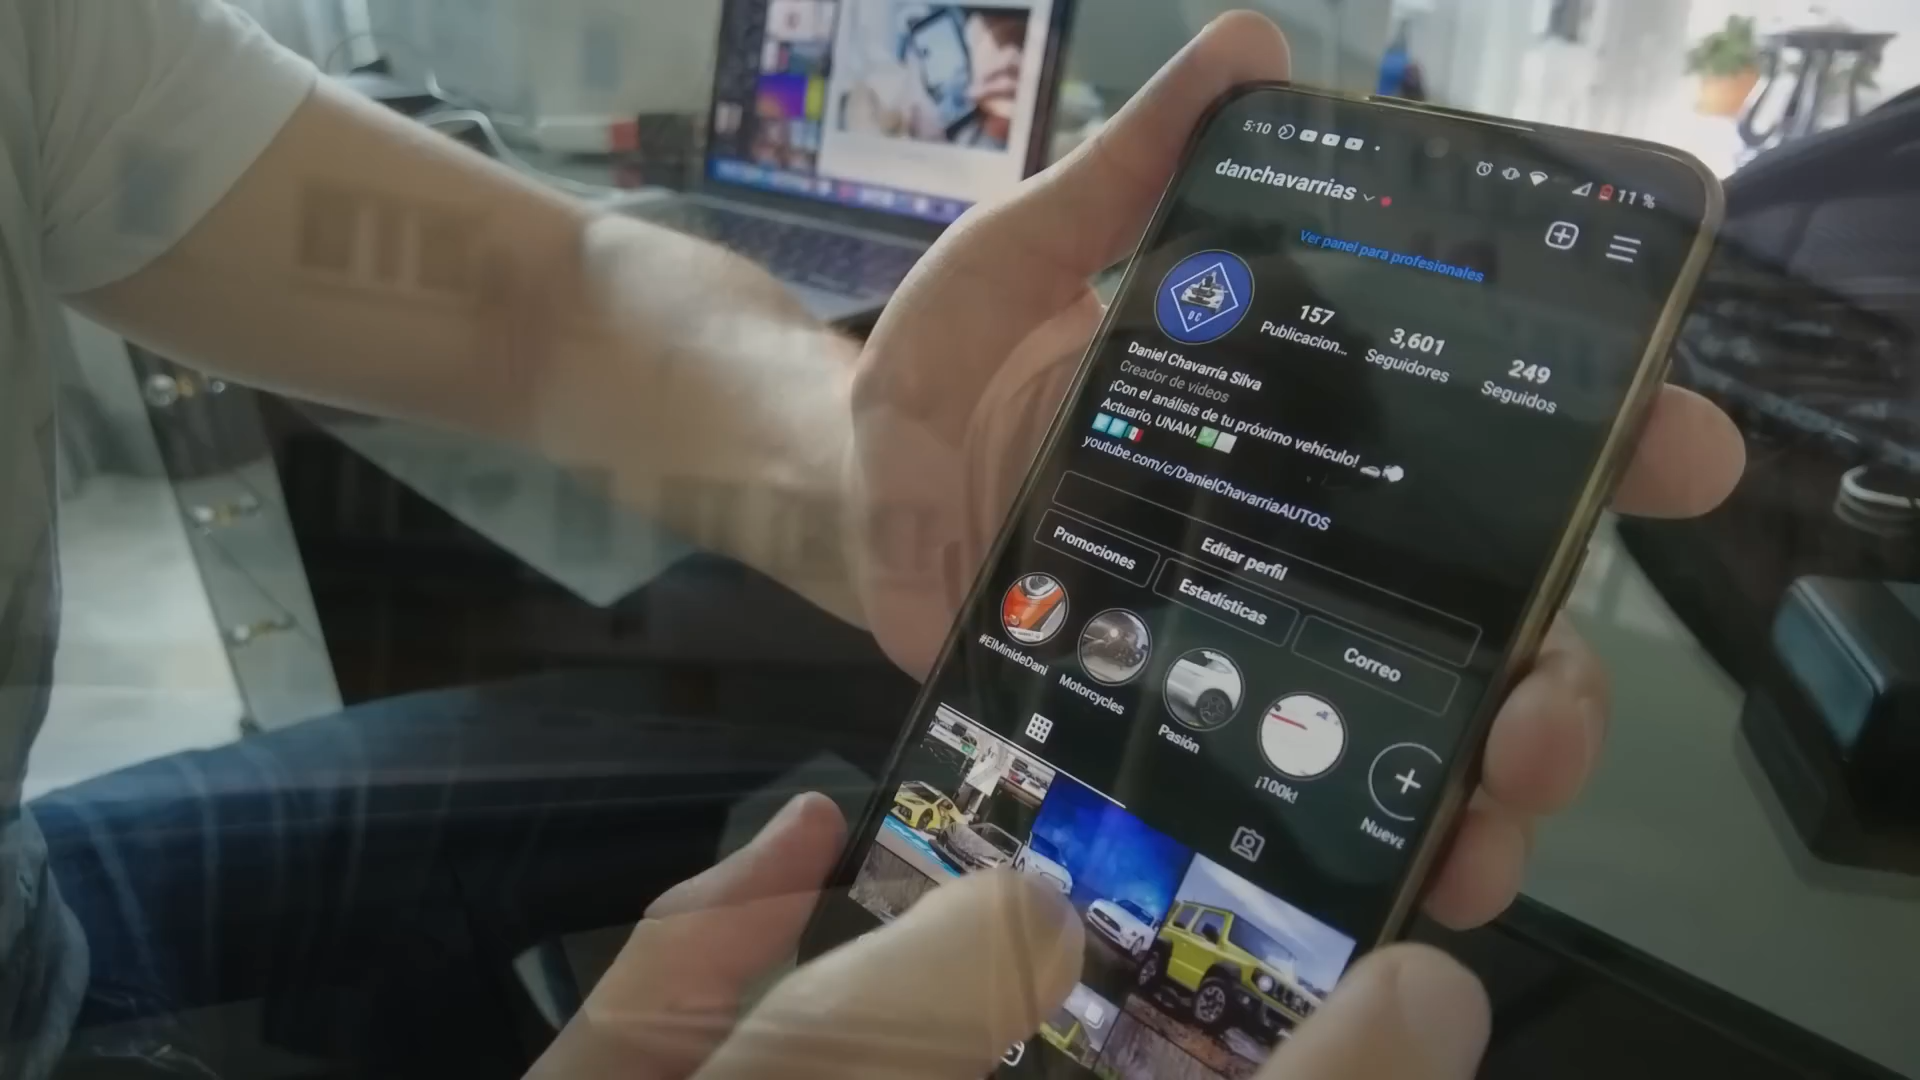 5:10
11 %
danchavarrias
Ver panel para profesionales
157
Publicacion...
3,601
Seguidores
249
Seguidos
DC
Daniel Chavarría Silva
Creador de videos
¡Con el análisis de tu próximo vehículo!
Actuario, UNAM.
youtube.com/c/DanielChavarriaAUTOS
Editar perfil
Promociones
Estadísticas
Correo
#ElMinideDani
Motorcycles
Pasión
¡100k!
Nueva